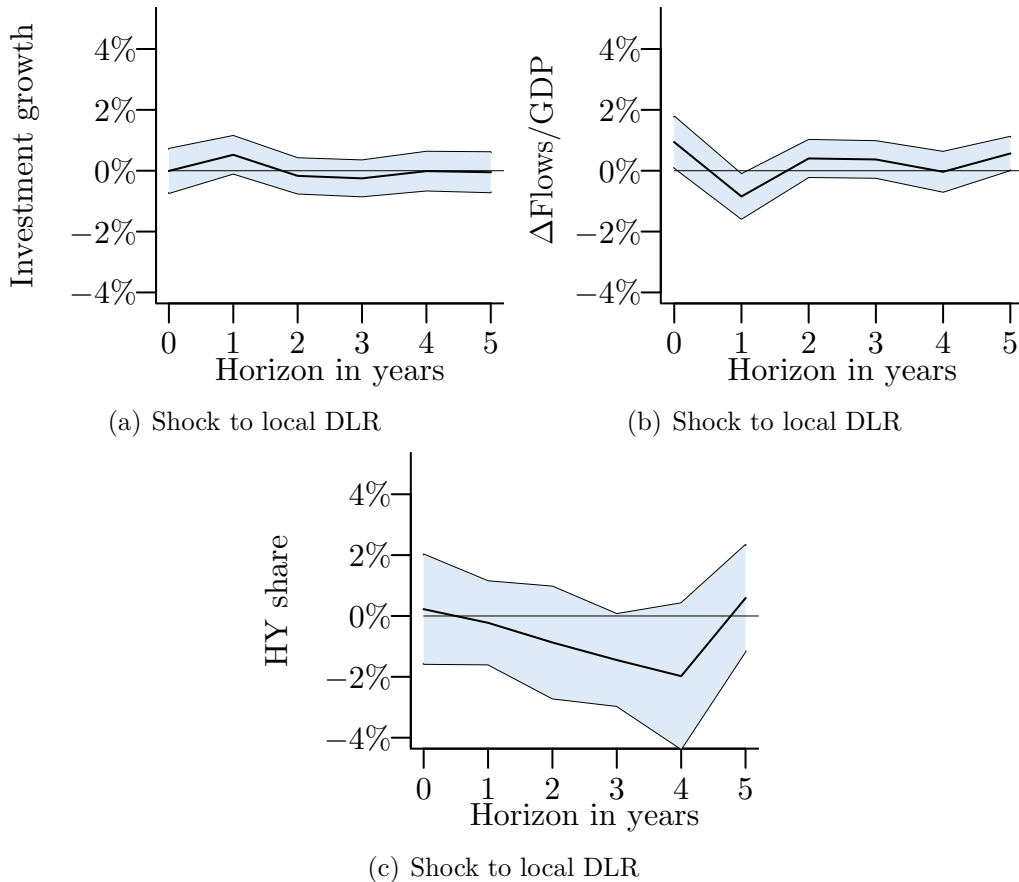 Investment growth
4%
2%
0%
−2%
−4%
0 1 2 3 4 5
Horizon in years
(a) Shock to local DLR
ΔFlows/GDP
4%
2%
0%
−2%
−4%
0 1 2 3 4 5
Horizon in years
(b) Shock to local DLR
HY share
4%
2%
0%
−2%
−4%
0 1 2 3 4 5
Horizon in years
(c) Shock to local DLR